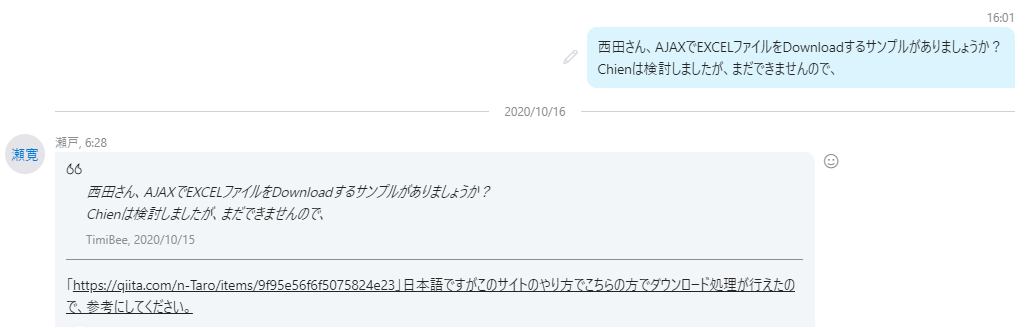 16:01
西田さん、AJAXでEXCELファイルをDownloadするサンプルがありましょうか？
Chienは検討しましたが、まだできませんので、
2020/10/16
瀬戸, 6:28
瀬寛
西田さん、AJAXでEXCELファイルをDownloadするサンプルがありましょうか？
Chienは検討しましたが、まだできませんので、
TimiBee, 2020/10/15
「https://qiita.com/n-Taro/items/9f95e56f6f5075824e23」日本語ですがこのサイトのやり方でこちらの方でダウンロード処理が行えたの
で、参考にしてください。